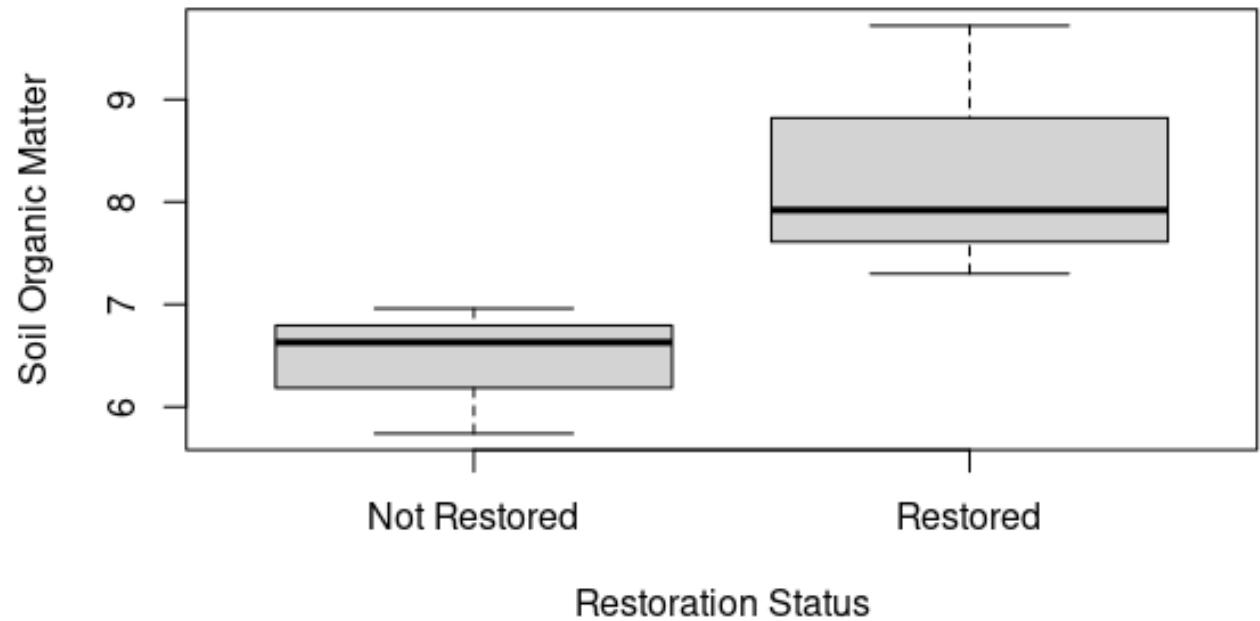 Soil Organic Matter
9
8
7
6
Not Restored Restored
Restoration Status